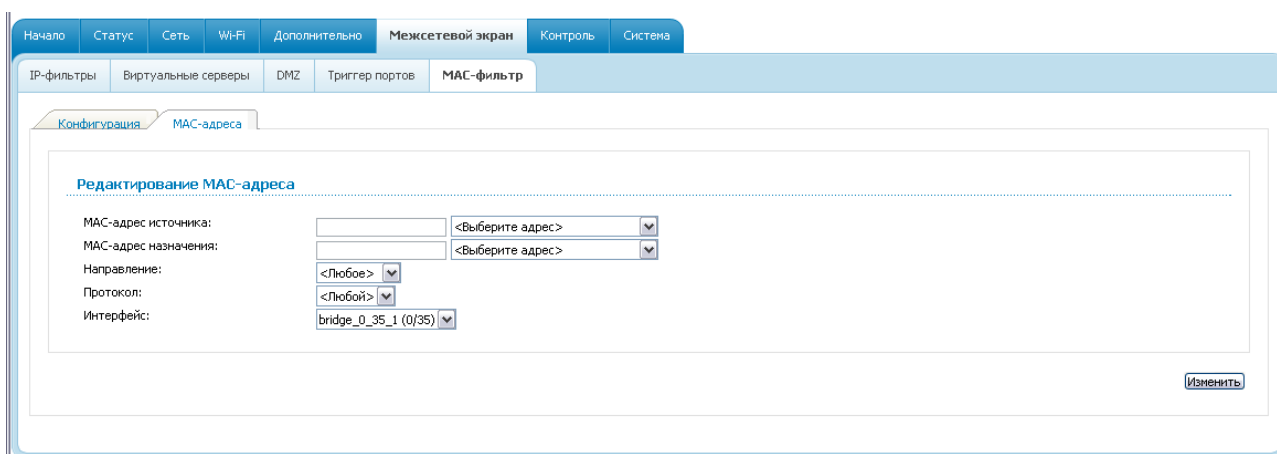 Начало Статус Сеть Wi-Fi Дополнительно Межсетевой экран Контроль Система
IP-фильтры Виртуальные серверы DMZ Триггер портов MAC-фильтр
Конфигурация MAC-адреса
Редактирование MAC-адреса
MAC-адрес источника: <Выберите адрес>
MAC-адрес назначения: <Выберите адрес>
Направление: <Любое>
Протокол: <Любой>
Интерфейс: bridge_0_35_1 (0/35)
Изменить